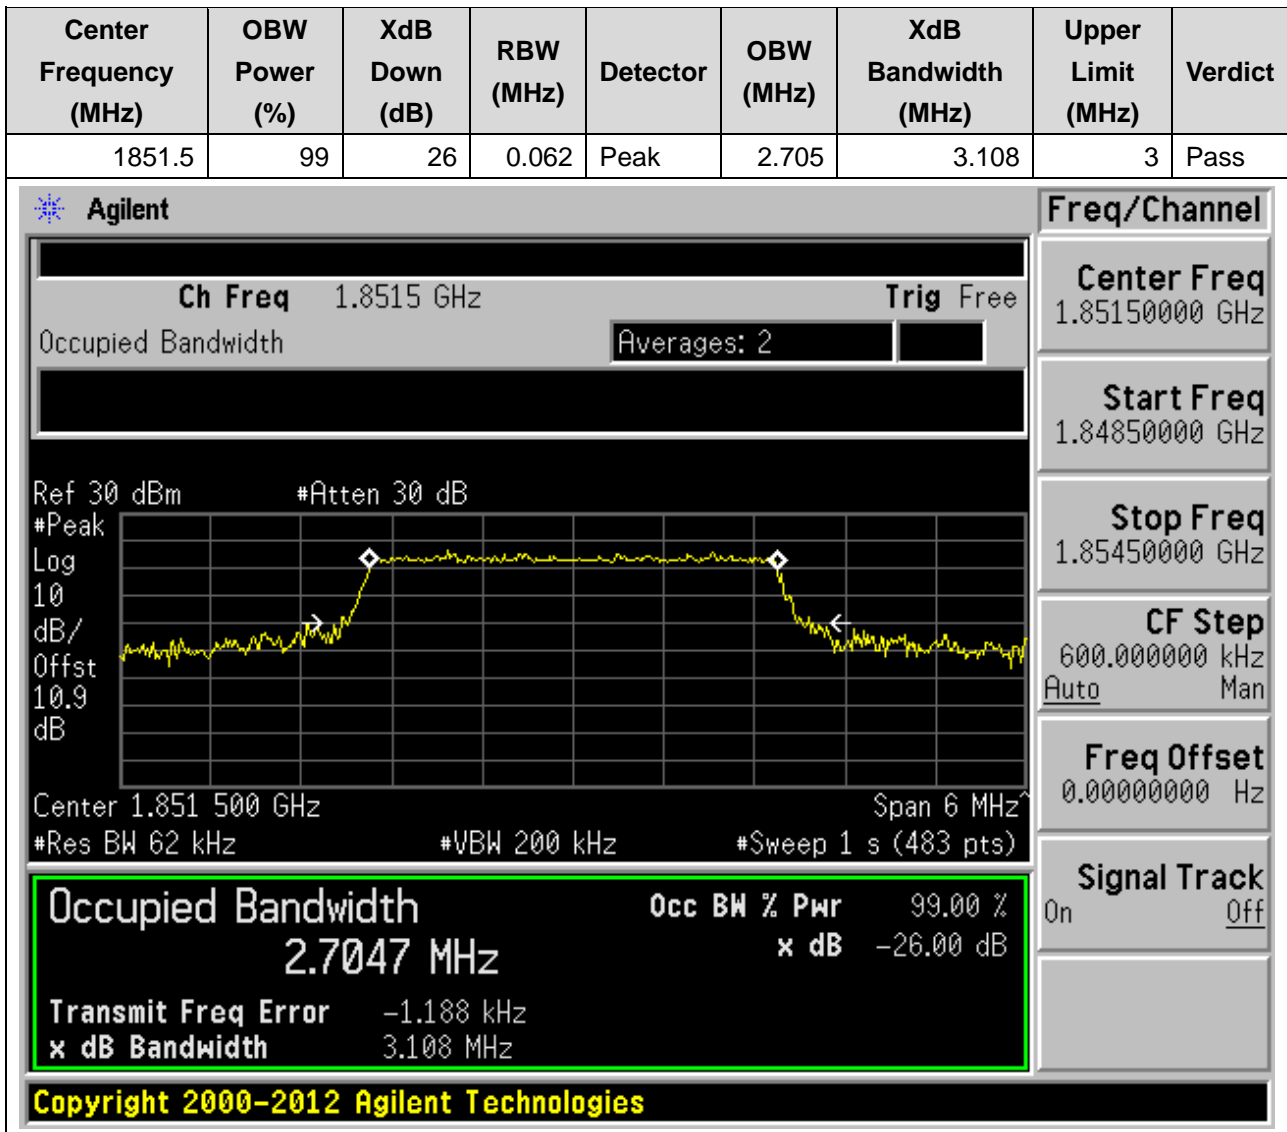 Center Frequency (MHz) OBW Power (%) XdB Down (dB) RBW (MHz) Detector OBW (MHz) XdB Bandwidth (MHz) Upper Limit (MHz) Verdict
1851.5 99 26 0.062 Peak 2.705 3.108 3 Pass
Agilent
Freq/Channel
Ch Freq 1.8515 GHz Trig Free
Occupied Bandwidth Averages: 2
Center Freq
1.85150000 GHz
Start Freq
1.84850000 GHz
Stop Freq
1.85450000 GHz
CF Step
600.000000 kHz
Auto Man
Freq Offset
0.00000000 Hz
Signal Track
On Off
Ref 30 dBm #Atten 30 dB
#Peak
Log
10
dB/
Offst
10.9
dB
Center 1.851 500 GHz Span 6 MHz^
#Res BW 62 kHz #VBW 200 kHz #Sweep 1 s (483 pts)
Occupied Bandwidth Occ BW % Pwr 99.00 %
2.7047 MHz x dB -26.00 dB
Transmit Freq Error -1.188 kHz
x dB Bandwidth 3.108 MHz
Copyright 2000-2012 Agilent Technologies